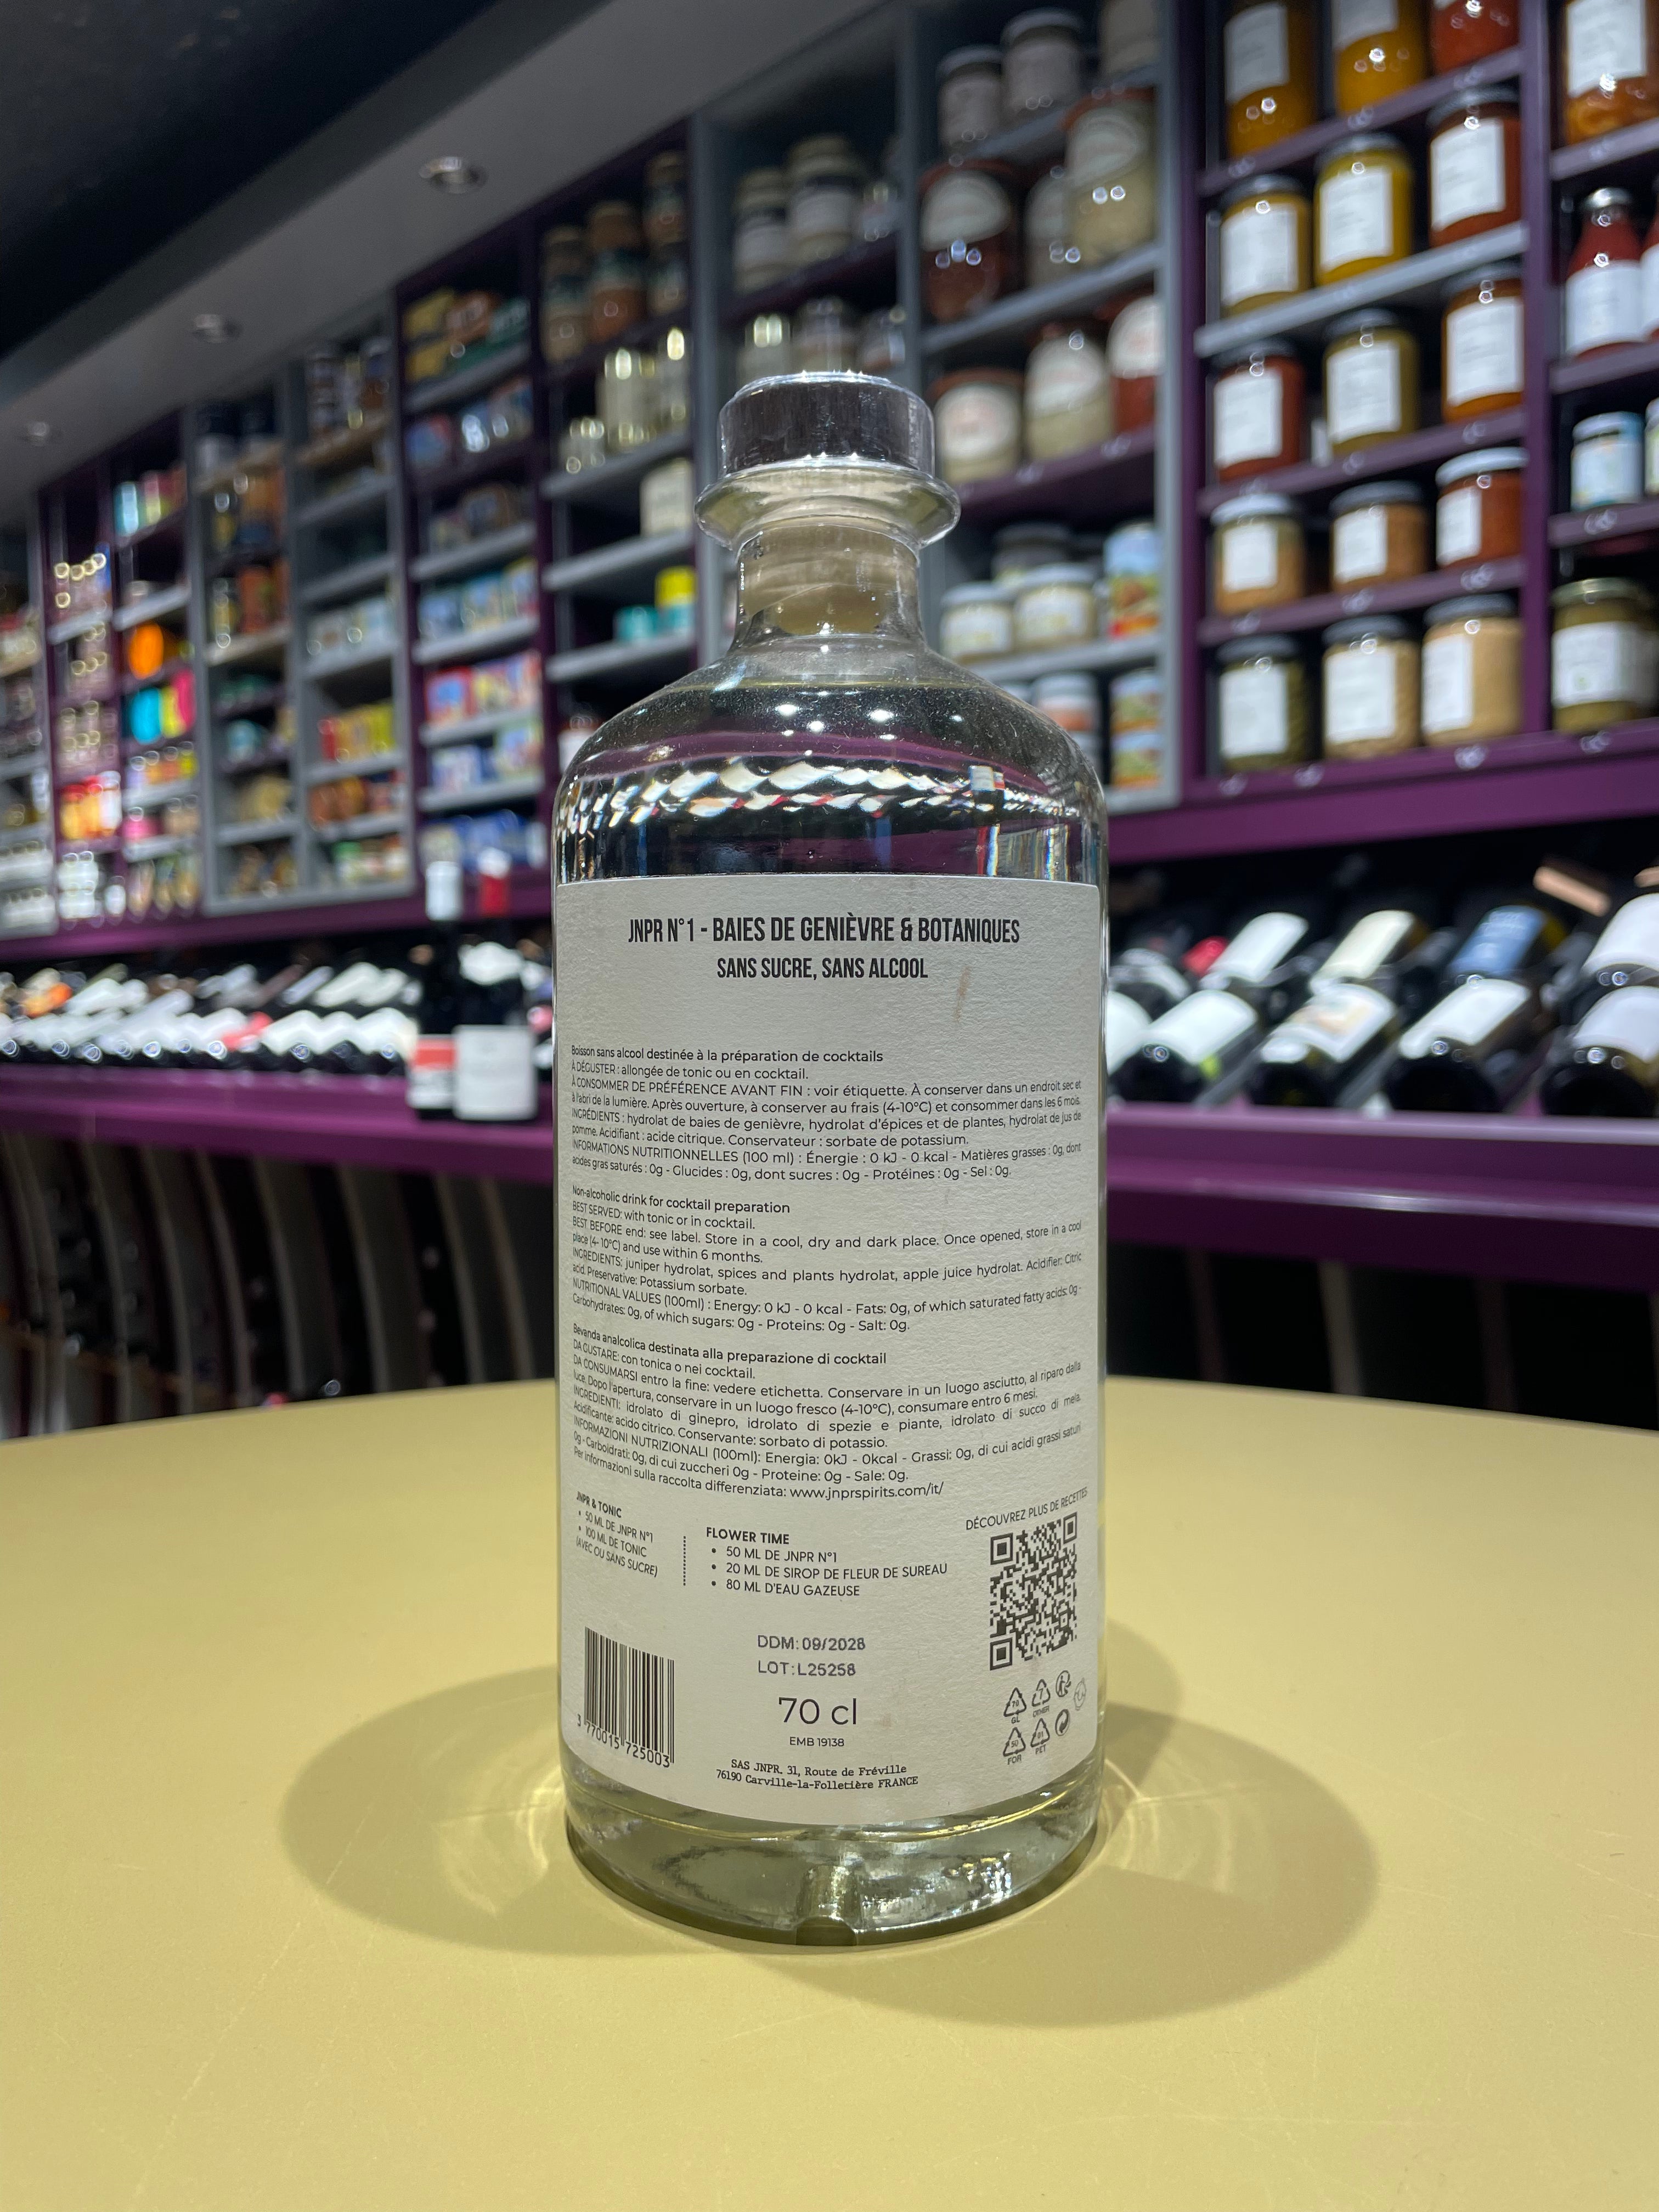 JNPR N°1 - BAIES DE GENIÈVRE & BOTANIQUES
SANS SUCRE, SANS ALCOOL
Boisson sans alcool destinée à la préparation de cocktails
À DÉGUSTER : allongée de tonic ou en cocktail.
À CONSOMMER DE PRÉFÉRENCE AVANT FIN : voir étiquette. À conserver dans un endroit sec et
à l'abri de la lumière. Après ouverture, à conserver au frais (4-10°C) et consommer dans les 6 mois.
INGRÉDIENTS : hydrolat de baies de genièvre, hydrolat d'épices et de plantes, hydrolat de jus de
pomme. Acidifiant : acide citrique. Conservateur : sorbate de potassium.
INFORMATIONS NUTRITIONNELLES (100 ml) : Énergie : 0 kJ - 0 kcal - Matières grasses : 0g, dont
acides gras saturés : 0g - Glucides : 0g, dont sucres : 0g - Protéines : 0g - Sel : 0g.
Non-alcoholic drink for cocktail preparation
BEST SERVED: with tonic or in cocktail.
BEST BEFORE end: see label. Store in a cool, dry and dark place. Once opened, store in a cool
place (4-10°C) and use within 6 months.
INGREDIENTS: juniper hydrolat, spices and plants hydrolat, apple juice hydrolat. Acidifier: Citric
acid. Preservative: Potassium sorbate.
NUTRITIONAL VALUES (100ml) : Energy: 0 kJ - 0 kcal - Fats: 0g, of which saturated fatty acids: 0g -
Carbohydrates: 0g, of which sugars: 0g - Proteins: 0g - Salt: 0g.
Bevanda analcolica destinata alla preparazione di cocktail
DA GUSTARE: con tonica o nei cocktail.
DA CONSUMARSI entro la fine: vedere etichetta. Conservare in un luogo asciutto, al riparo dalla
luce. Dopo l'apertura, conservare in un luogo fresco (4-10°C), consumare entro 6 mesi.
INGREDIENTI: idrolato di ginepro, idrolato di spezie e piante, idrolato di succo di mela.
Acidificante: acido citrico. Conservante: sorbato di potassio.
INFORMAZIONI NUTRIZIONALI (100ml): Energia: 0kJ - 0kcal - Grassi: 0g, di cui acidi grassi saturi
0g - Carboidrati: 0g, di cui zuccheri 0g - Proteine: 0g - Sale: 0g.
Per informazioni sulla raccolta differenziata: www.jnprspirits.com/it/
JNPR & TONIC
• 50 ML DE JNPR N°1
• 100 ML DE TONIC
(AVEC OU SANS SUCRE)
FLOWER TIME
• 50 ML DE JNPR N°1
• 20 ML DE SIROP DE FLEUR DE SUREAU
• 80 ML D'EAU GAZEUSE
DÉCOUVREZ PLUS DE RECETTES
DDM: 09/2028
LOT: L25258
70 cl
EMB 19138
SAS JNPR. 31, Route de Fréville
76190 Carville-la-Folletière FRANCE
3 770015 725003
70
GL
7
OTHER
50
FOR
01
PET